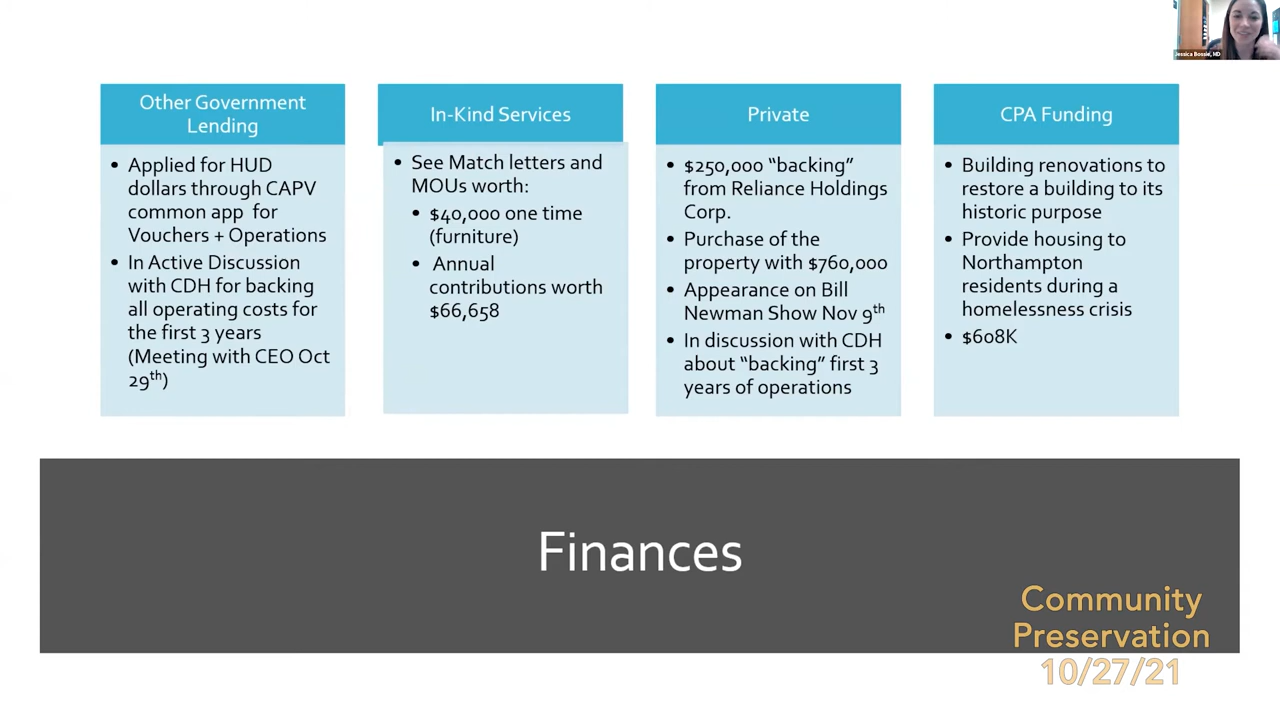 Jessica Bossie, MD
Other Government
Lending
• Applied for HUD
dollars through CAPV
common app for
Vouchers + Operations
• In Active Discussion
with CDH for backing
all operating costs for
the first 3 years
(Meeting with CEO Oct
29th)
In-Kind Services
• See Match letters and
MOUs worth:
• $40,000 one time
(furniture)
• Annual
contributions worth
$66,658
Private
• $250,000 “backing”
from Reliance Holdings
Corp.
• Purchase of the
property with $760,000
• Appearance on Bill
Newman Show Nov 9th
• In discussion with CDH
about “backing” first 3
years of operations
CPA Funding
• Building renovations to
restore a building to its
historic purpose
• Provide housing to
Northampton
residents during a
homelessness crisis
• $608K
Finances
Community
Preservation
10/27/21